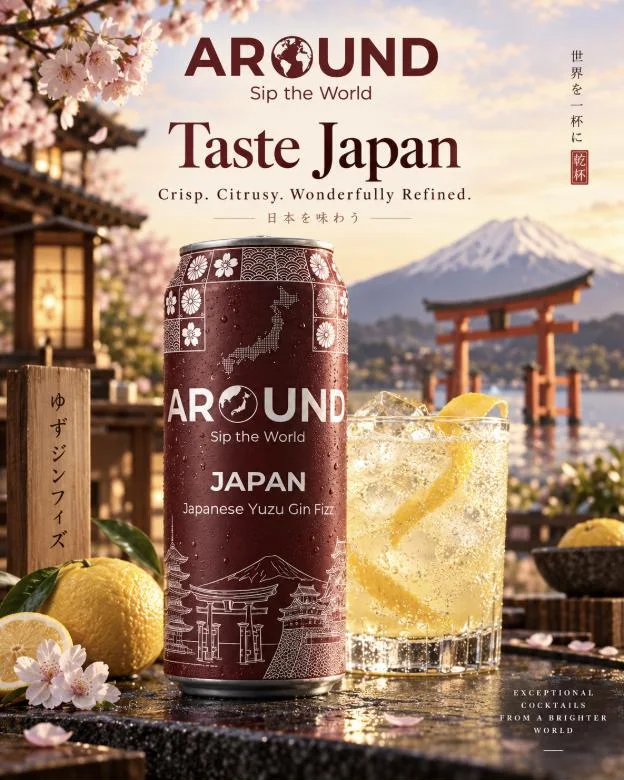 AROUND
Sip the World
Taste Japan
Crisp. Citrusy. Wonderfully Refined.
日本を味わう
世界を一杯に
乾杯
ゆずジンフィズ
AROUND
Sip the World
JAPAN
Japanese Yuzu Gin Fizz
EXCEPTIONAL
COCKTAILS
FROM A BRIGHTER
WORLD